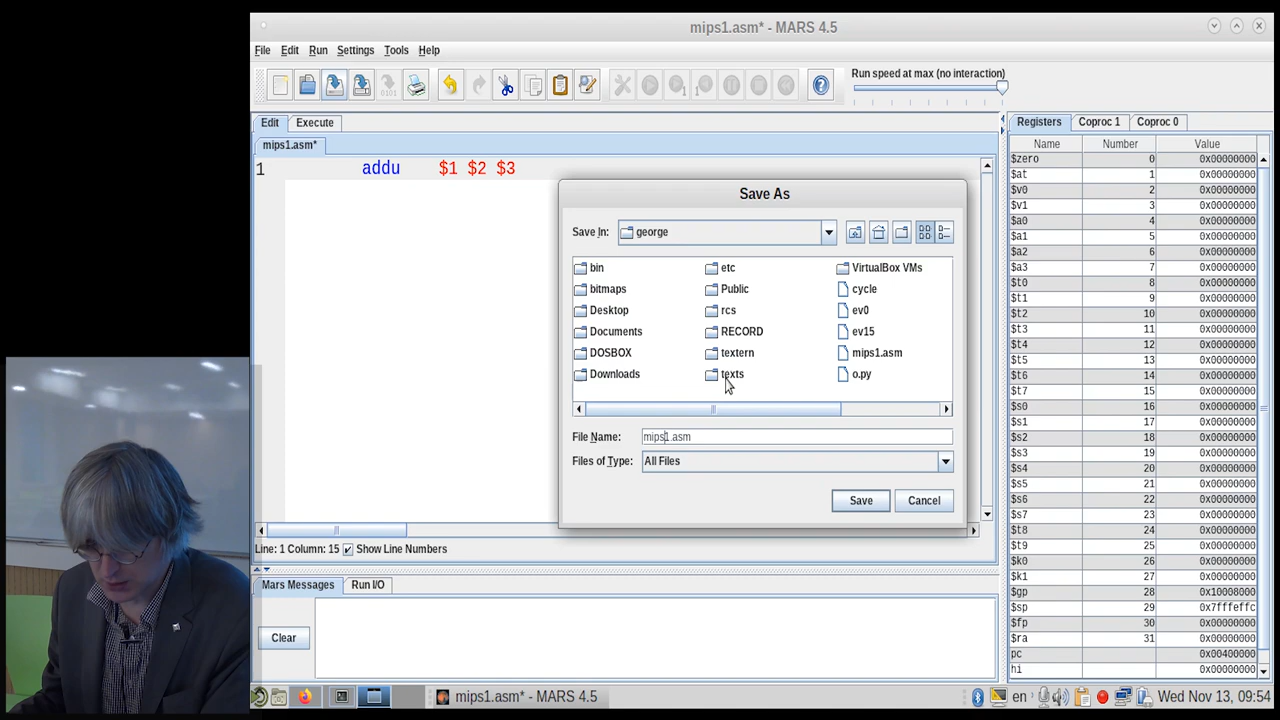 mips1.asm* - MARS 4.5
File Edit Run Settings Tools Help
Run speed at max (no interaction)
Edit Execute
mips1.asm*
1 addu $1 $2 $3
Save As
Save In: george
bin etc VirtualBox VMs
bitmaps Public cycle
Desktop rcs ev0
Documents RECORD ev15
DOSBOX textern mips1.asm
Downloads texts o.py
File Name: mips1.asm
Files of Type: All Files
Save Cancel
Line: 1 Column: 15 Show Line Numbers
Mars Messages Run I/O
Clear
Registers Coproc 1 Coproc 0
Name Number Value
$zero 0 0x00000000
$at 1 0x00000000
$v0 2 0x00000000
$v1 3 0x00000000
$a0 4 0x00000000
$a1 5 0x00000000
$a2 6 0x00000000
$a3 7 0x00000000
$t0 8 0x00000000
$t1 9 0x00000000
$t2 10 0x00000000
$t3 11 0x00000000
$t4 12 0x00000000
$t5 13 0x00000000
$t6 14 0x00000000
$t7 15 0x00000000
$s0 16 0x00000000
$s1 17 0x00000000
$s2 18 0x00000000
$s3 19 0x00000000
$s4 20 0x00000000
$s5 21 0x00000000
$s6 22 0x00000000
$s7 23 0x00000000
$t8 24 0x00000000
$t9 25 0x00000000
$k0 26 0x00000000
$k1 27 0x00000000
$gp 28 0x10008000
$sp 29 0x7fffeffc
$fp 30 0x00000000
$ra 31 0x00000000
pc 0x00400000
hi 0x00000000
mips1.asm* - MARS 4.5
en Wed Nov 13, 09:54